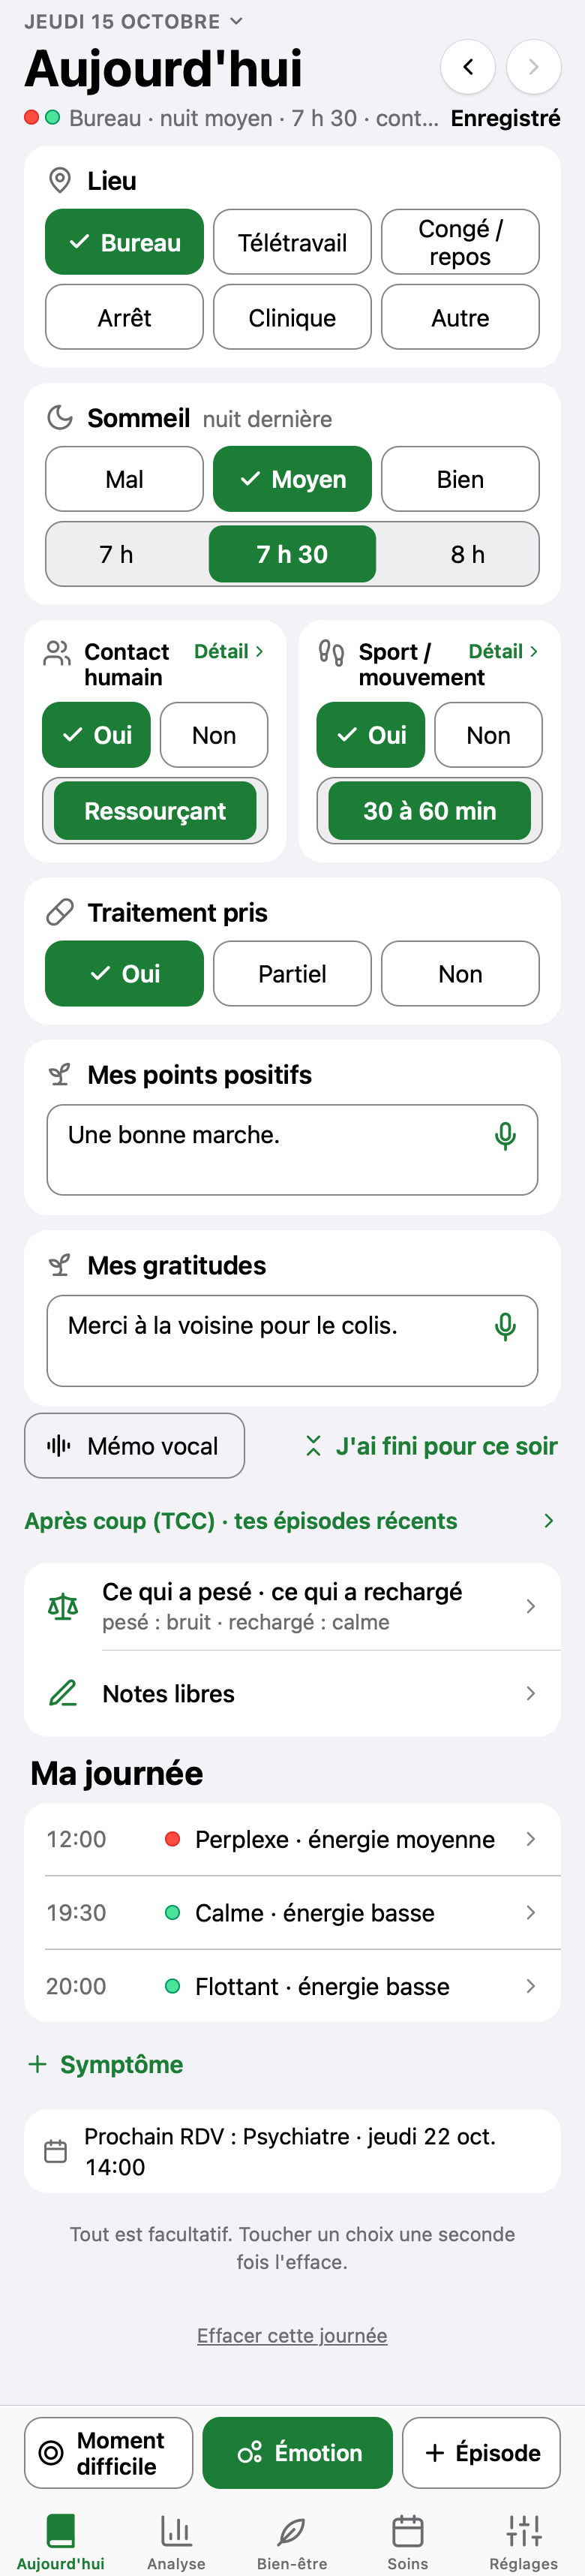 JEUDI 15 OCTOBRE
Aujourd'hui
Bureau · nuit moyen · 7 h 30 · cont... Enregistré
Lieu
Bureau Télétravail Congé /
repos
Arrêt Clinique Autre
Sommeil nuit dernière
Mal Moyen Bien
7 h 7 h 30 8 h
Contact
humain
Détail
Oui Non
Ressourçant
Sport /
mouvement
Détail
Oui Non
30 à 60 min
Traitement pris
Oui Partiel Non
Mes points positifs
Une bonne marche.
Mes gratitudes
Merci à la voisine pour le colis.
Mémo vocal J'ai fini pour ce soir
Après coup (TCC) · tes épisodes récents
Ce qui a pesé · ce qui a rechargé
pesé : bruit · rechargé : calme
Notes libres
Ma journée
12:00 Perplexe · énergie moyenne
19:30 Calme · énergie basse
20:00 Flottant · énergie basse
+ Symptôme
Prochain RDV : Psychiatre · jeudi 22 oct.
14:00
Tout est facultatif. Toucher un choix une seconde
fois l'efface.
Effacer cette journée
Moment
difficile
Émotion
+ Épisode
Aujourd'hui Analyse Bien-être Soins Réglages